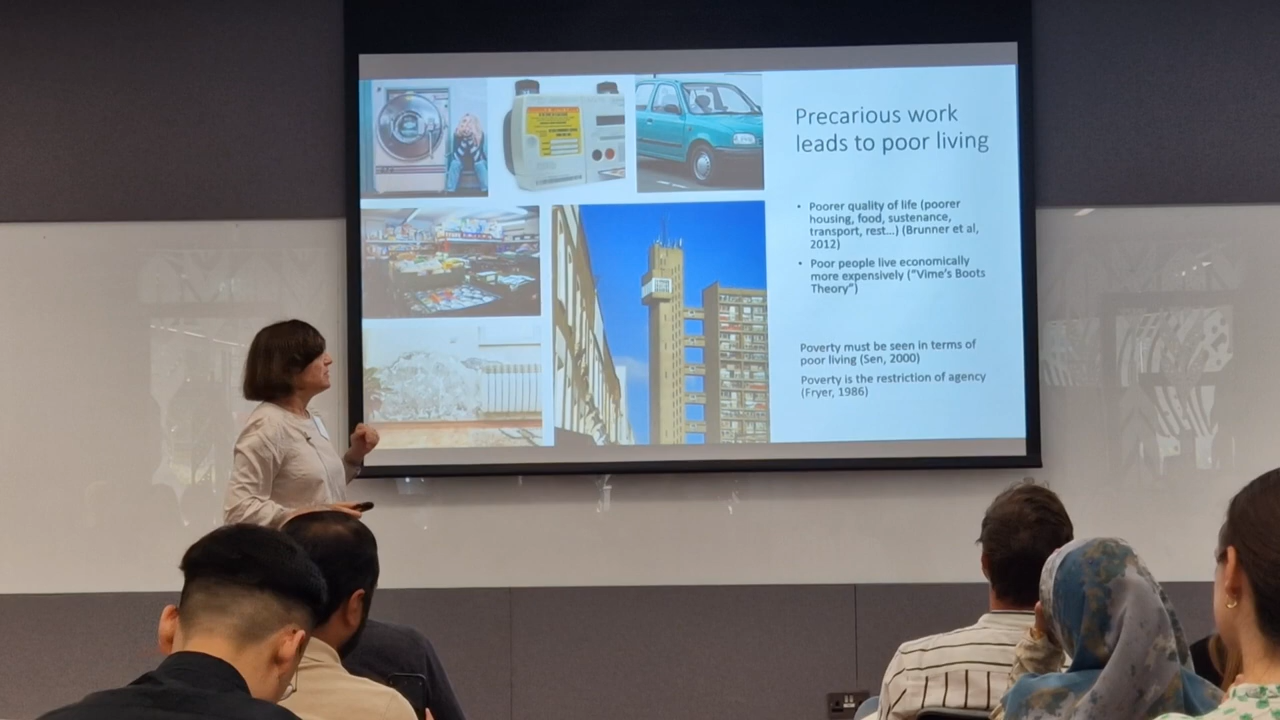 Precarious work
leads to poor living
• Poorer quality of life (poorer
housing, food, sustenance,
transport, rest...) (Brunner et al,
2012)
• Poor people live economically
more expensively ("Vime's Boots
Theory")
Poverty must be seen in terms of
poor living (Sen, 2000)
Poverty is the restriction of agency
(Fryer, 1986)